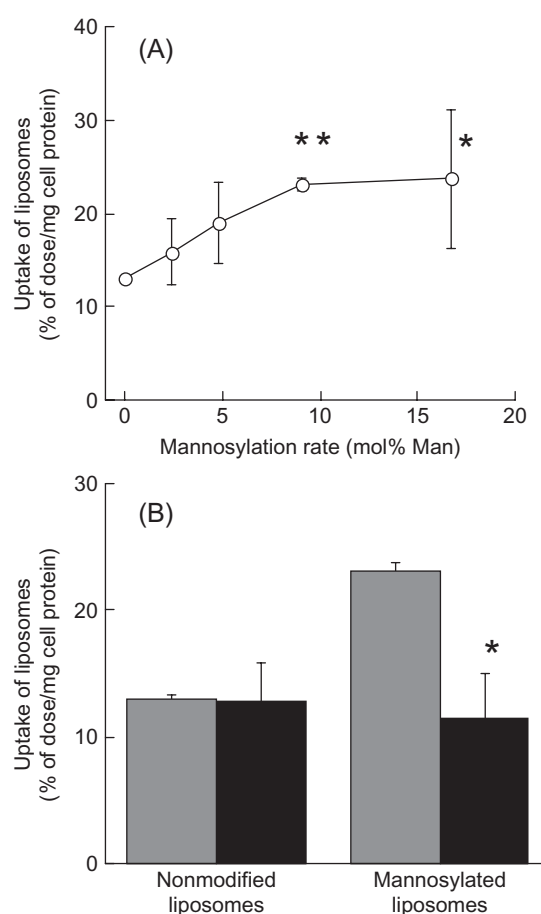 (A)
Uptake of liposomes
(% of dose/mg cell protein)
40
30
20
10
0
* *
*
0 5 10 15 20
Mannosylation rate (mol% Man)
(B)
Uptake of liposomes
(% of dose/mg cell protein)
30
20
10
0
*
Nonmodified
liposomes
Mannosylated
liposomes